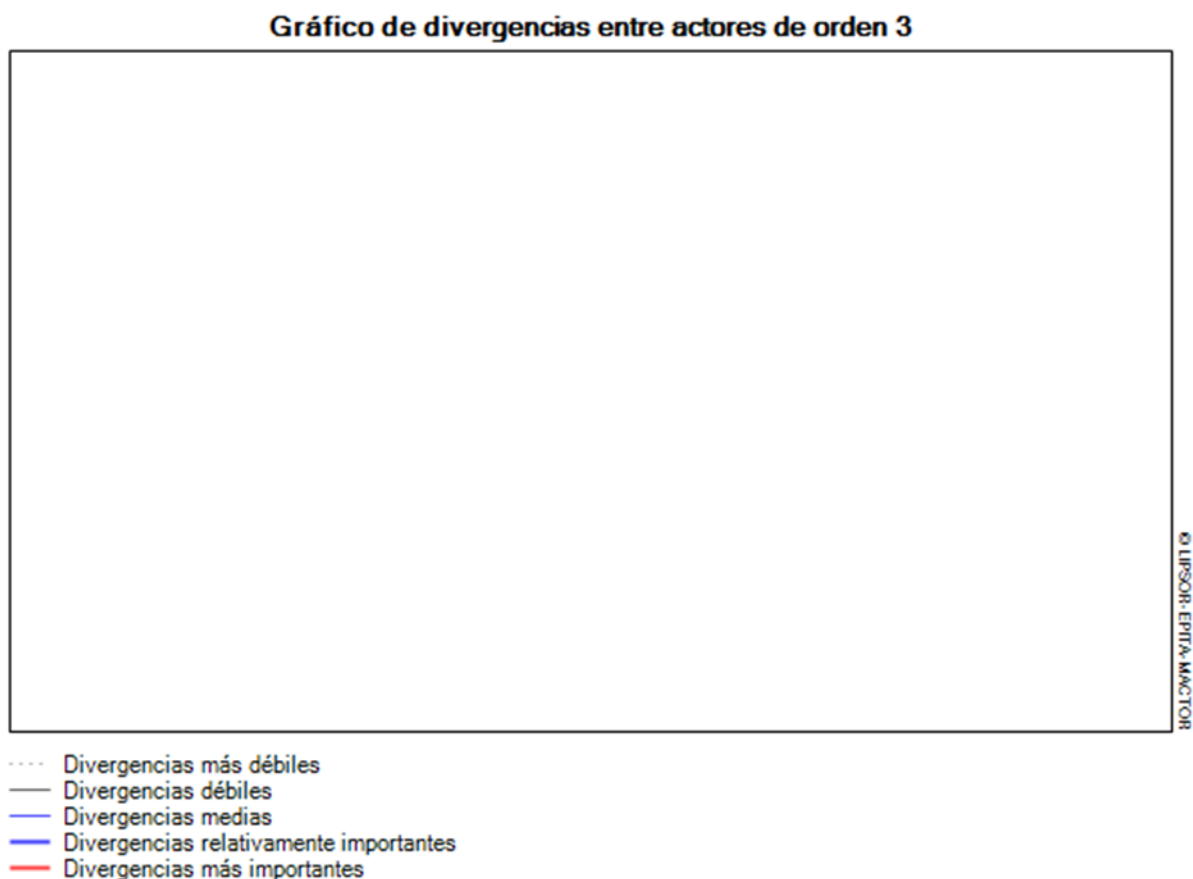 Gráfico de divergencias entre actores de orden 3
© LIPSOR-EPITA-MACTOR
Divergencias más débiles
Divergencias débiles
Divergencias medias
Divergencias relativamente importantes
Divergencias más importantes